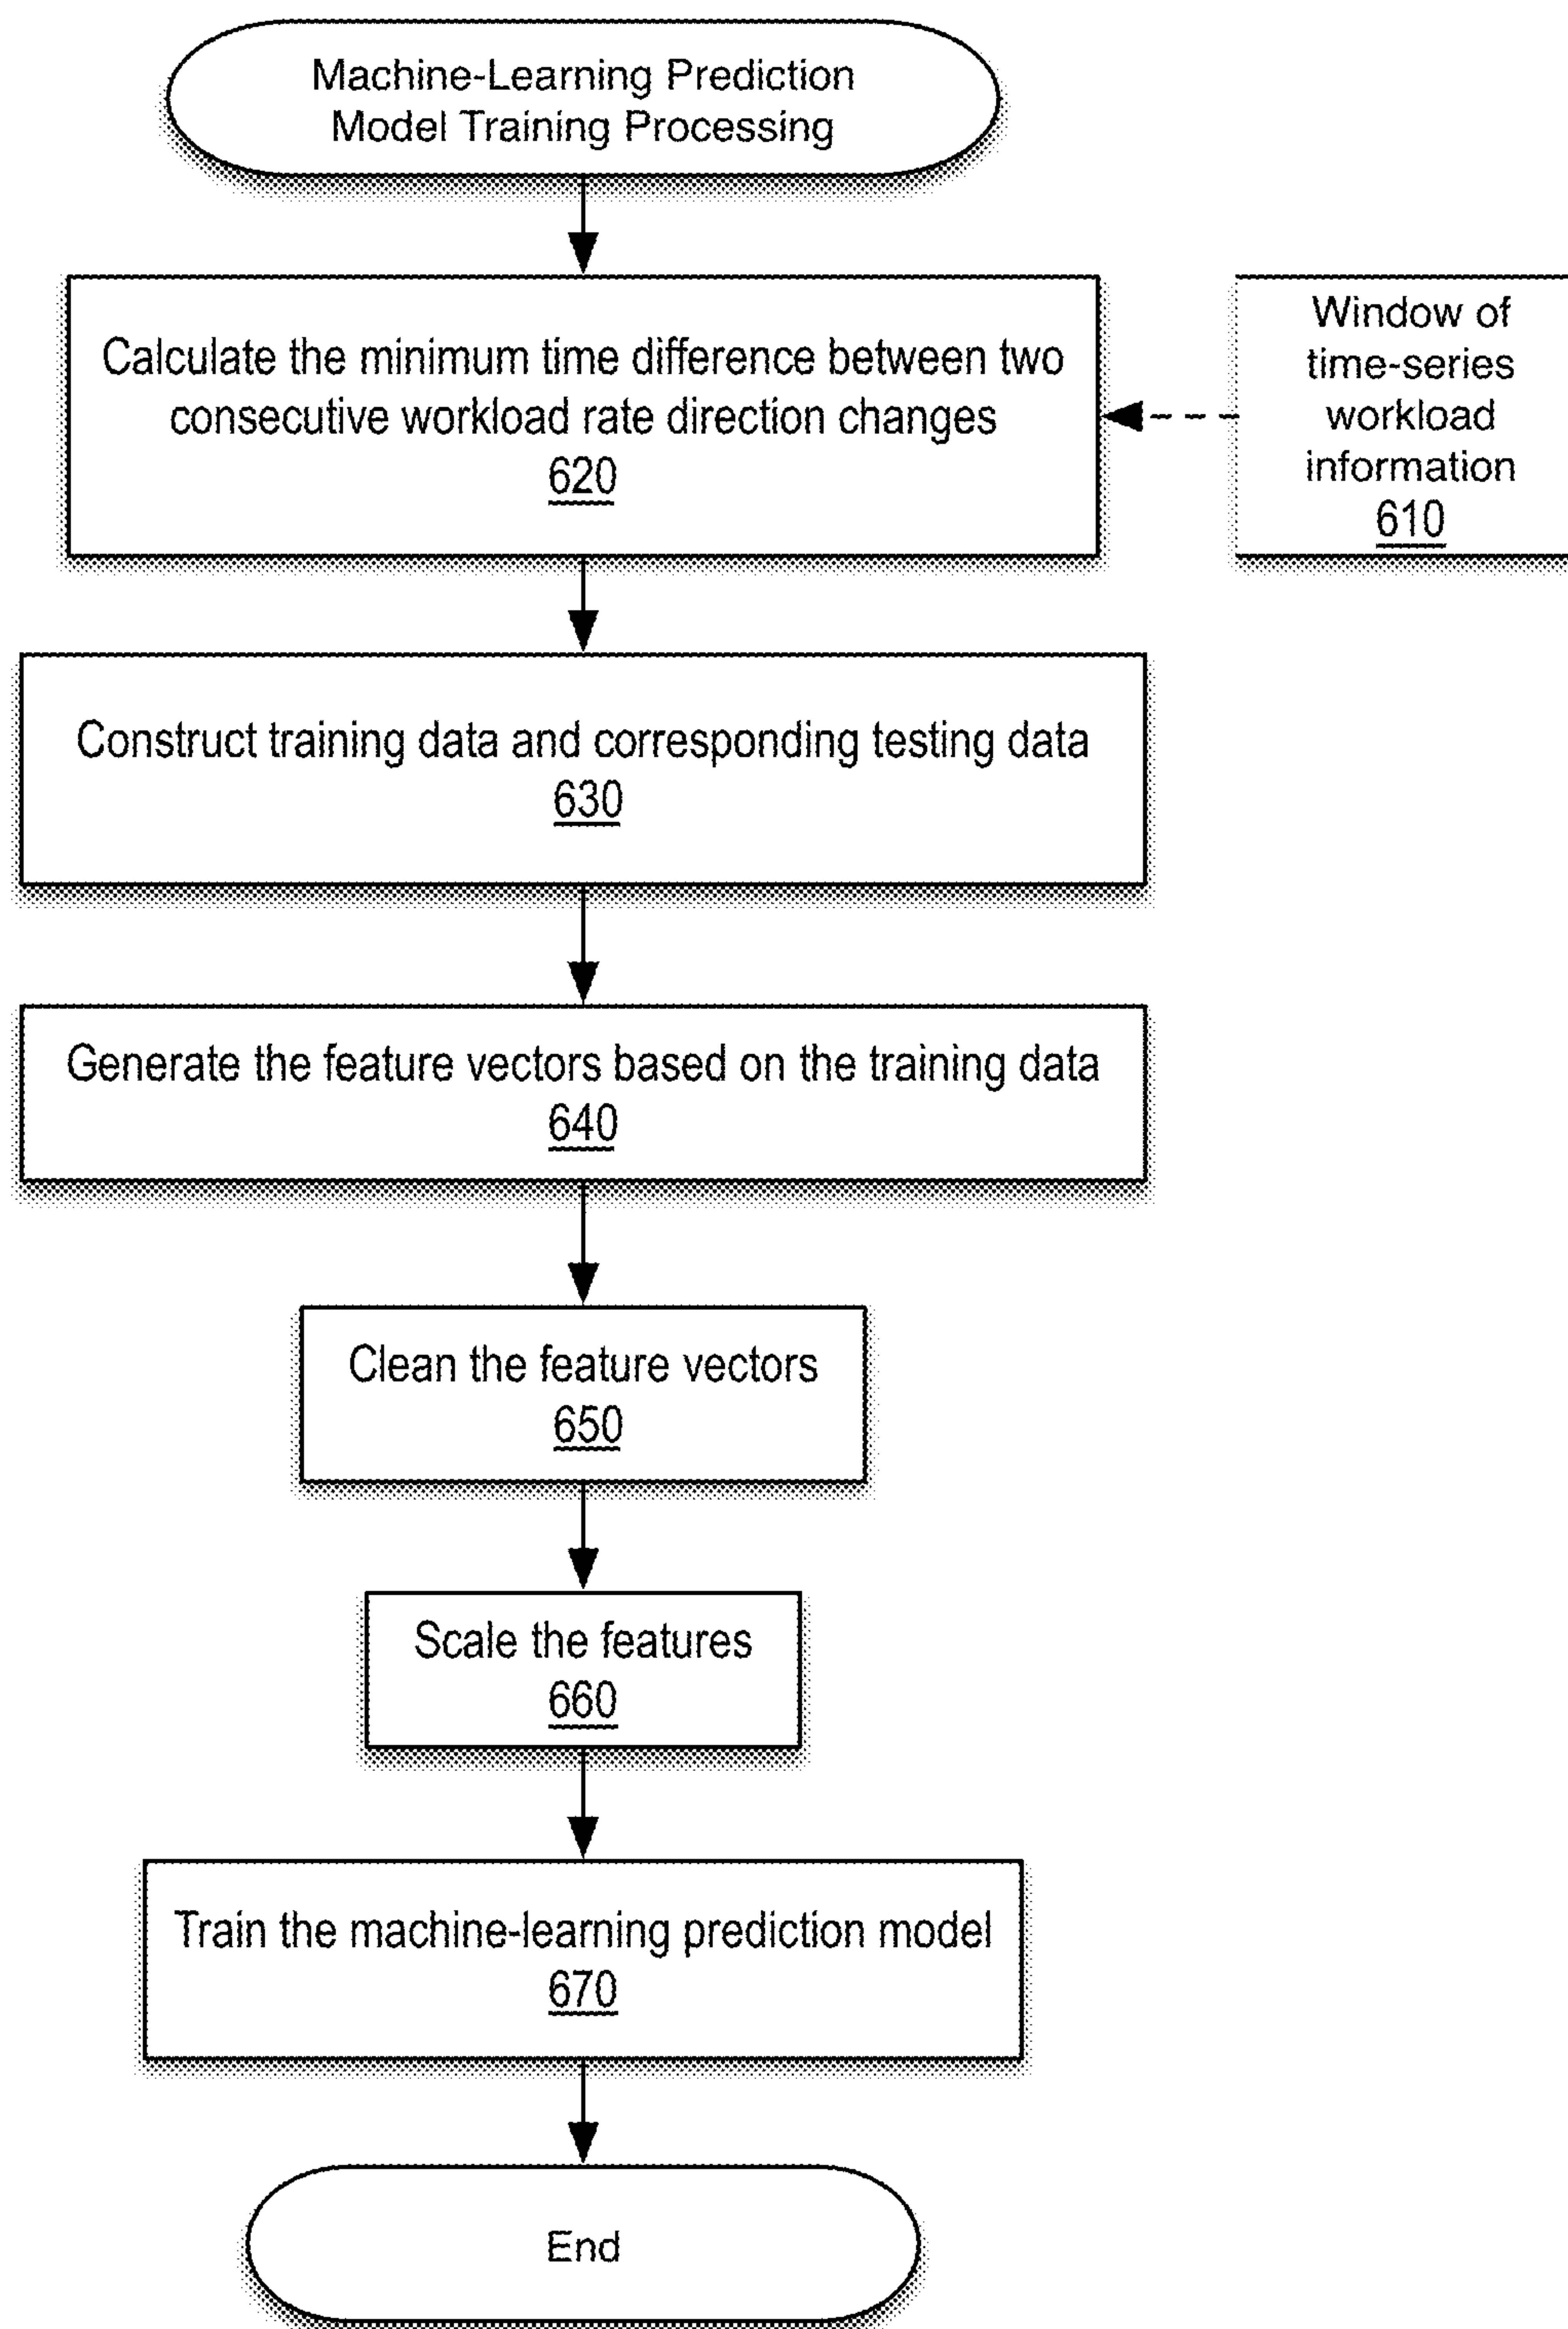 Machine-Learning Prediction
Model Training Processing
Calculate the minimum time difference between two
consecutive workload rate direction changes
620
Window of
time-series
workload
information
610
Construct training data and corresponding testing data
630
Generate the feature vectors based on the training data
640
Clean the feature vectors
650
Scale the features
660
Train the machine-learning prediction model
670
End